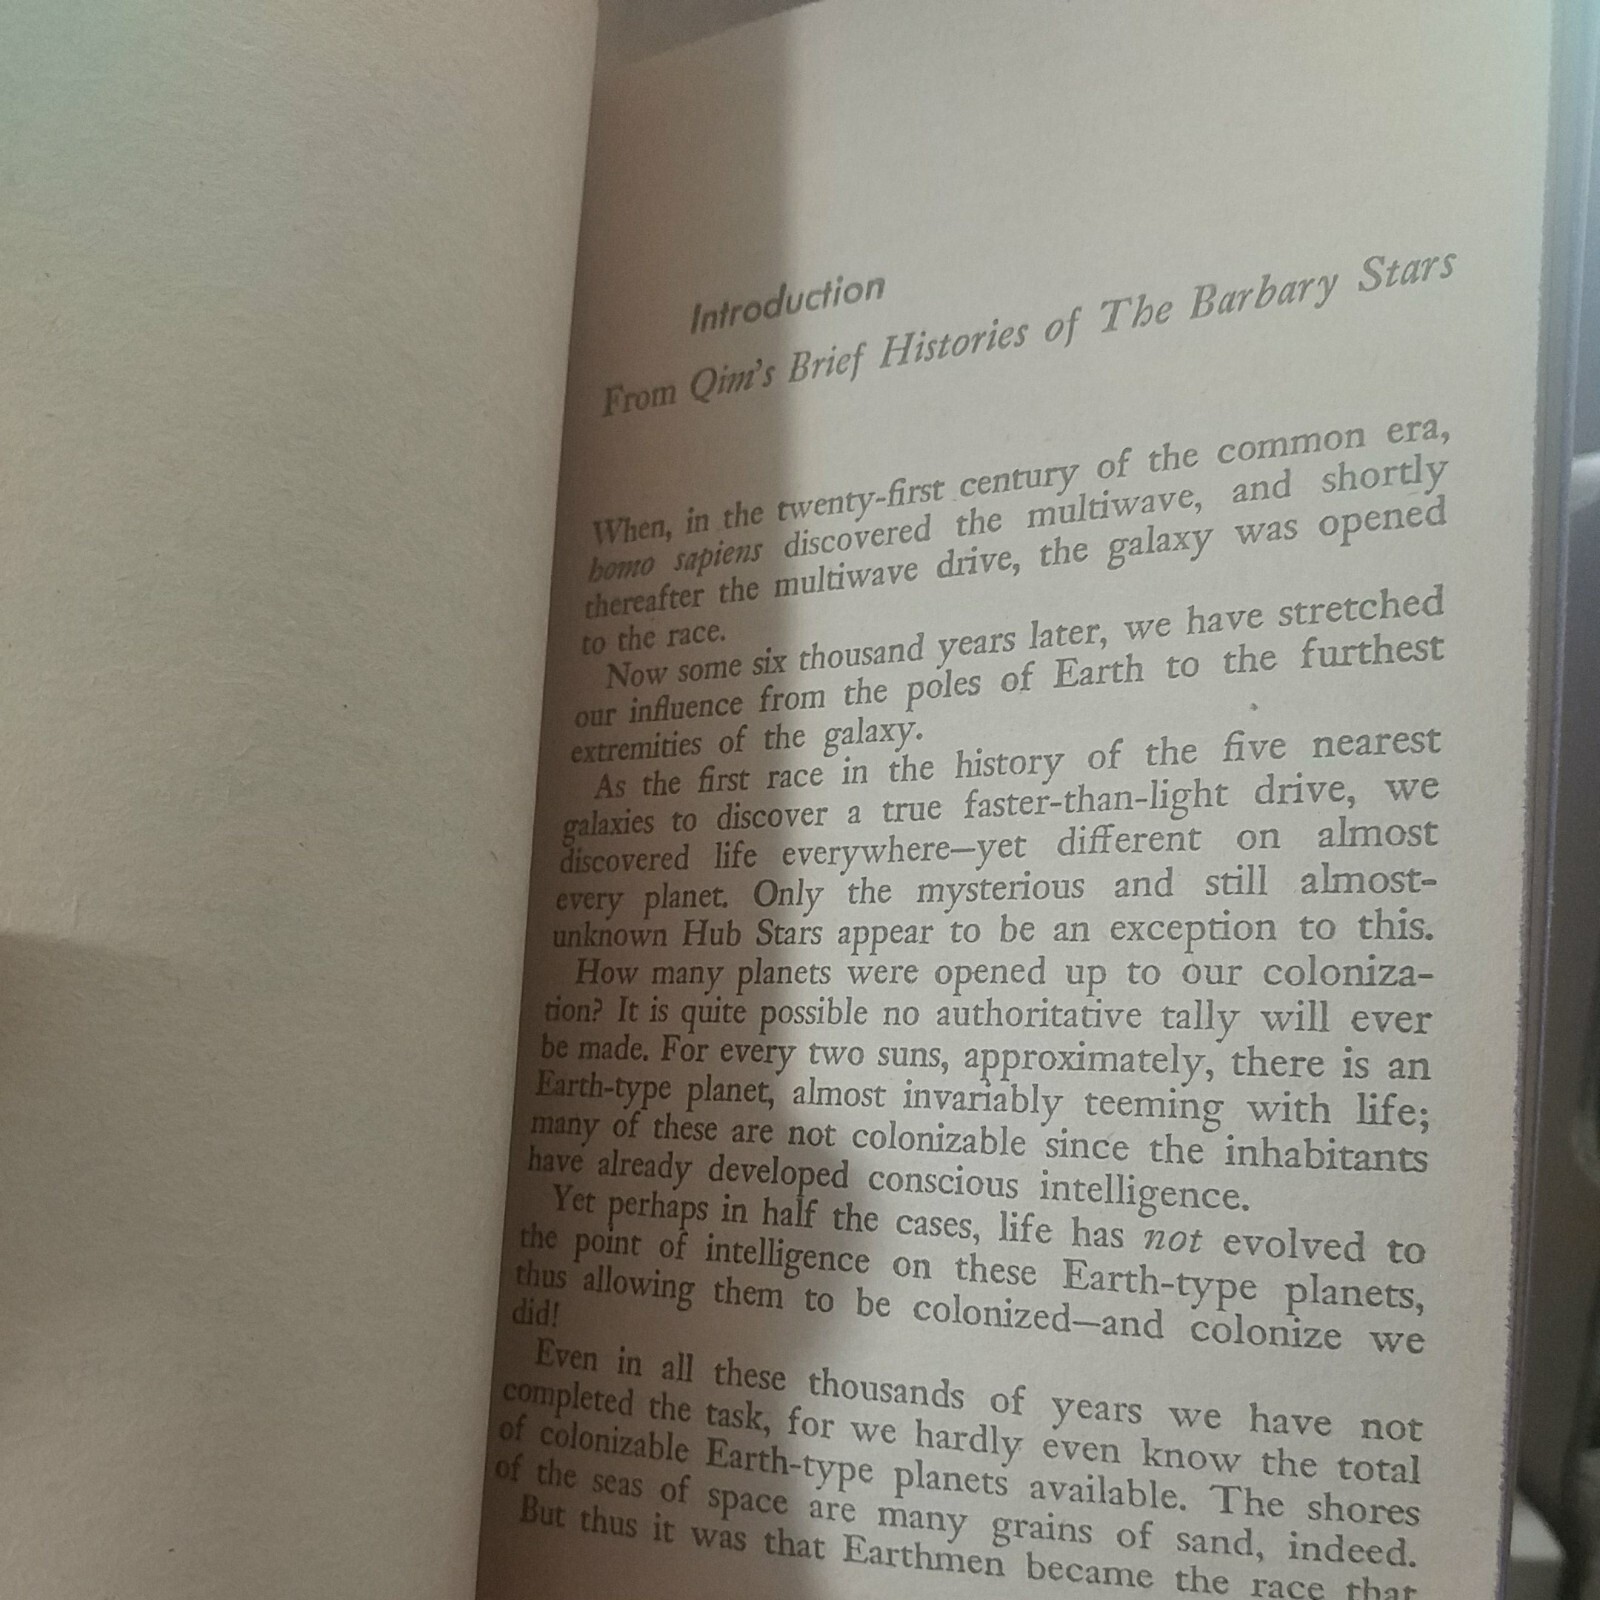 Introduction
From Qim's Brief Histories of The Barbary Stars
When, in the twenty-first century of the common era,
homo sapiens discovered the multiwave, and shortly
thereafter the multiwave drive, the galaxy was opened
to the race.
Now some six thousand years later, we have stretched
our influence from the poles of Earth to the furthest
extremities of the galaxy.
As the first race in the history of the five nearest
galaxies to discover a true faster-than-light drive, we
discovered life everywhere—yet different on almost
every planet. Only the mysterious and still almost-
unknown Hub Stars appear to be an exception to this.
How many planets were opened up to our coloniza-
tion? It is quite possible no authoritative tally will ever
be made. For every two suns, approximately, there is an
Earth-type planet, almost invariably teeming with life;
many of these are not colonizable since the inhabitants
have already developed conscious intelligence.
Yet perhaps in half the cases, life has not evolved to
the point of intelligence on these Earth-type planets,
thus allowing them to be colonized—and colonize we
did!
Even in all these thousands of years we have not
completed the task, for we hardly even know the total
of colonizable Earth-type planets available. The shores
of the seas of space are many grains of sand, indeed.
But thus it was that Earthmen became the race that